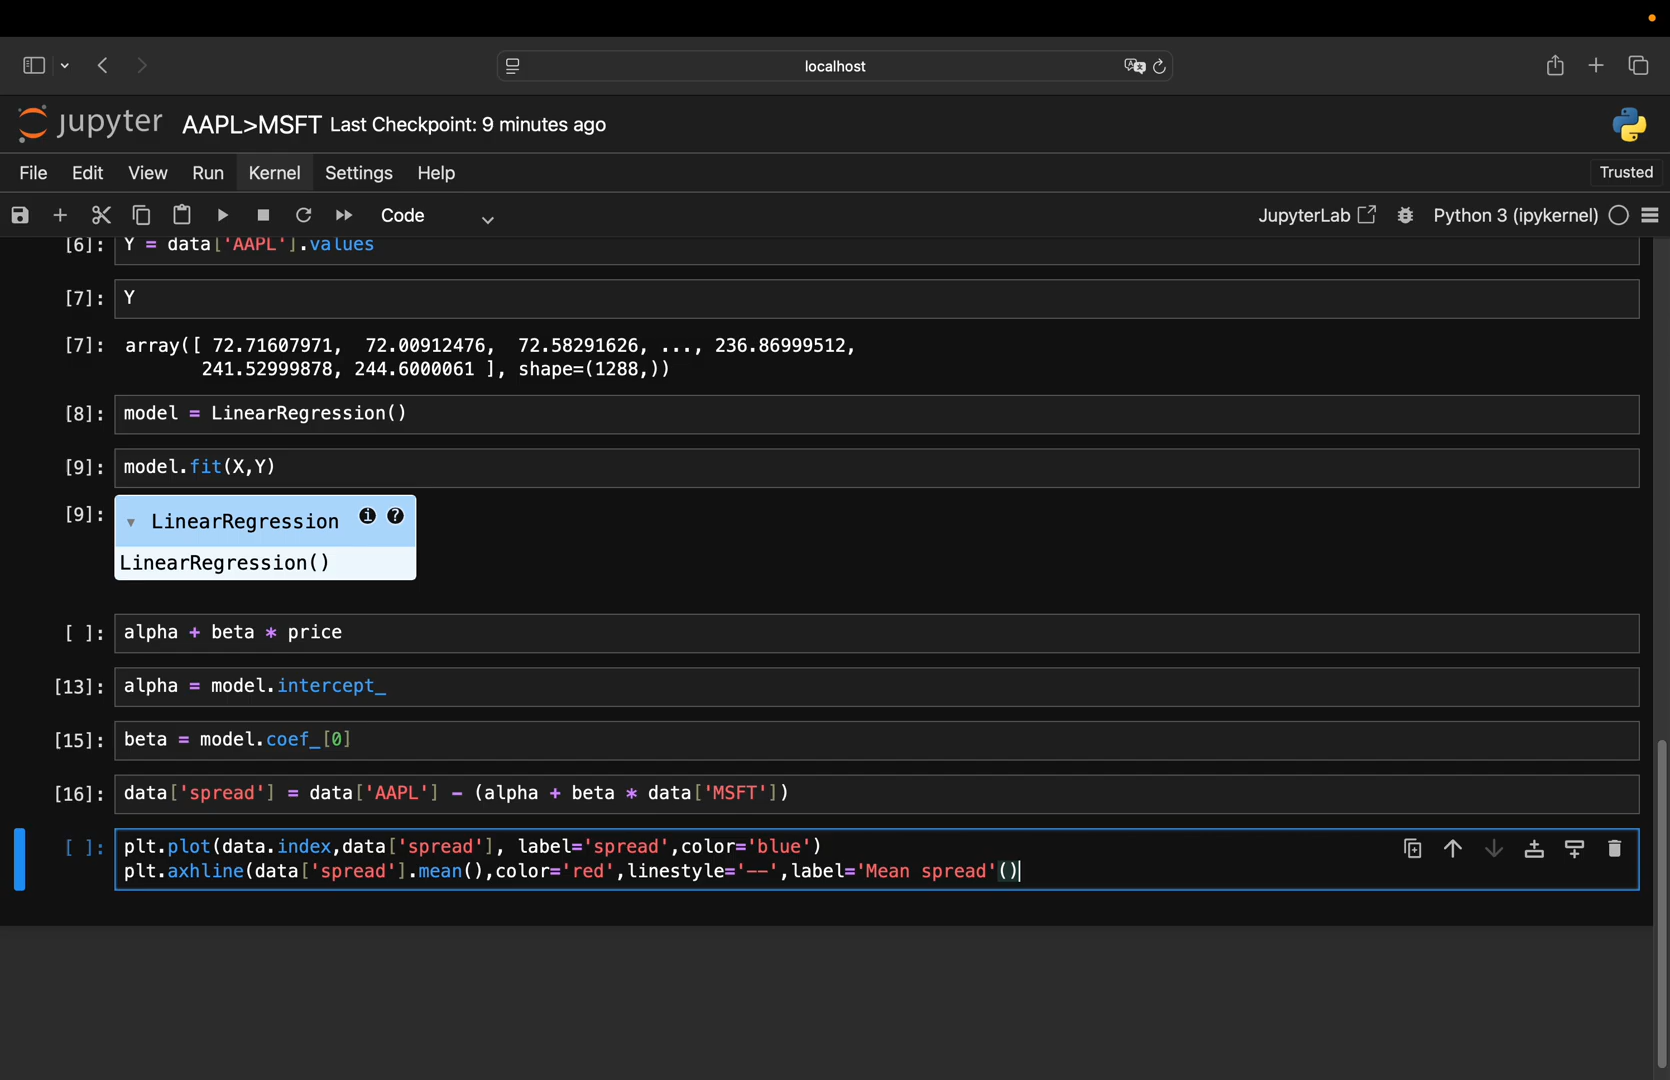 localhost
jupyter AAPL>MSFT Last Checkpoint: 9 minutes ago
File Edit View Run Kernel Settings Help Trusted
Code JupyterLab Python 3 (ipykernel)
[6]: Y = data['AAPL'].values
[7]: Y
[7]: array([ 72.71607971, 72.00912476, 72.58291626, ..., 236.86999512,
241.52999878, 244.6000061 ], shape=(1288,))
[8]: model = LinearRegression()
[9]: model.fit(X,Y)
[9]: LinearRegression
LinearRegression()
[ ]: alpha + beta * price
[13]: alpha = model.intercept_
[15]: beta = model.coef_[0]
[16]: data['spread'] = data['AAPL'] - (alpha + beta * data['MSFT'])
[ ]: plt.plot(data.index,data['spread'], label='spread',color='blue')
plt.axhline(data['spread'].mean(),color='red',linestyle='--',label='Mean spread'()